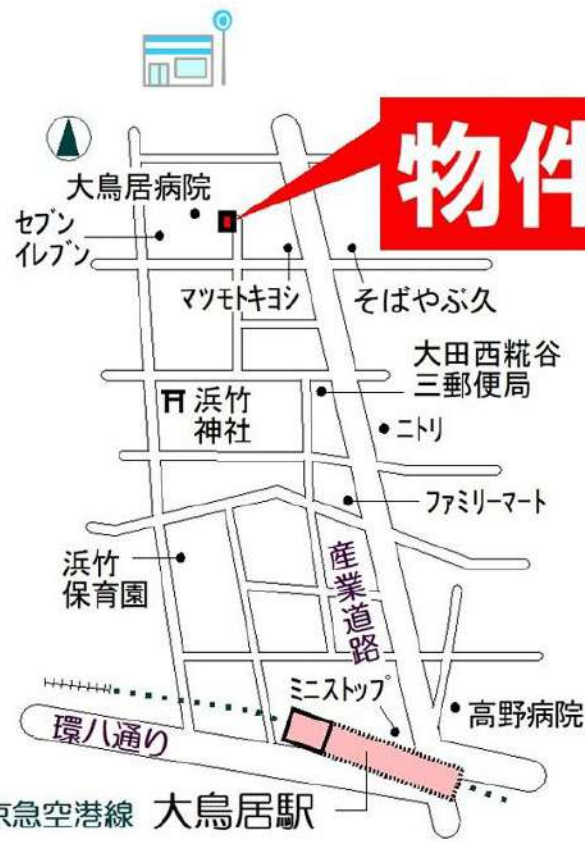 物件
大鳥居病院
セブン
イレブン
マツモトキヨシ
そばやぶ久
大田西糀谷
三郵便局
浜竹
神社
ニトリ
ファミリーマート
浜竹
保育園
産業道路
ミニストップ
高野病院
環八通り
京急空港線 大鳥居駅